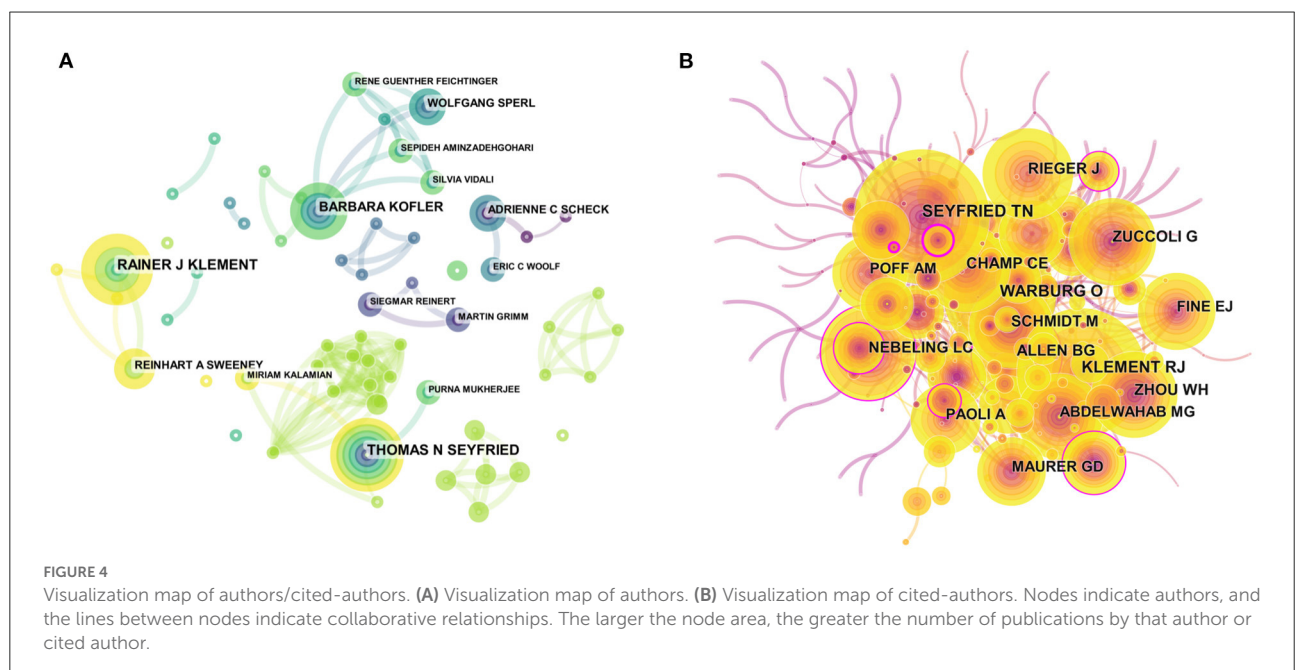 A
RENE GUENTHER FEICHTINGER
WOLFGANG SPERL
SEPIDEH AMINZADEHGOHARI
SILVIA VIDALI
BARBARA KOFLER
ADRIENNE C SCHECK
RAINER J KLEMENT
ERIC C WOOLF
SIEGMAR REINERT
MARTIN GRIMM
REINHART A SWEENEY
MIRIAM KALAMIAN
PURNA MUKHERJEE
THOMAS N SEYFRIED
B
RIEGER J
SEYFRIED TN
ZUCCOLI G
POFF AM
CHAMP CE
WARBURG O
FINE EJ
SCHMIDT M
NEBELING LC
ALLEN BG
KLEMENT RJ
ZHOU WH
PAOLI A
ABDELWAHAB MG
MAURER GD
FIGURE 4
Visualization map of authors/cited-authors. (A) Visualization map of authors. (B) Visualization map of cited-authors. Nodes indicate authors, and
the lines between nodes indicate collaborative relationships. The larger the node area, the greater the number of publications by that author or
cited author.